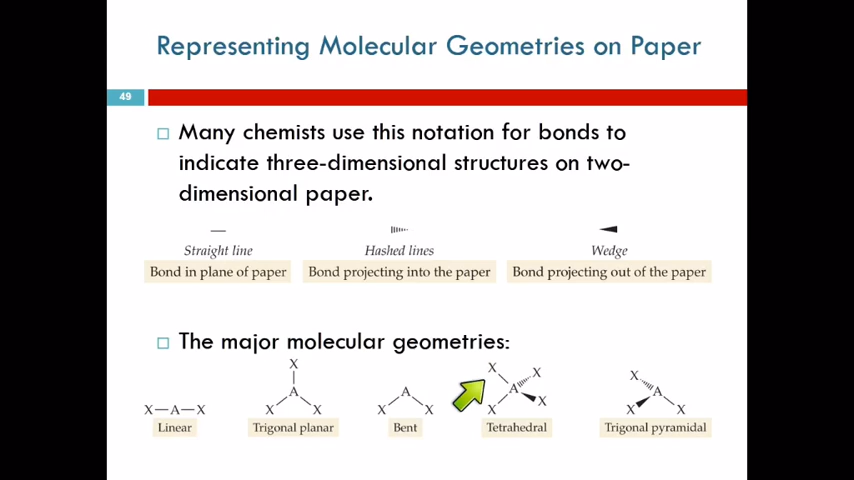 Representing Molecular Geometries on Paper
49
Many chemists use this notation for bonds to
indicate three-dimensional structures on two-
dimensional paper.
Straight line Hashed lines Wedge
Bond in plane of paper Bond projecting into the paper Bond projecting out of the paper
The major molecular geometries:
X—A—X
Linear
X
A
X X
Trigonal planar
A
X X
Bent
X X
A
X X
Tetrahedral
X
A
X X
Trigonal pyramidal